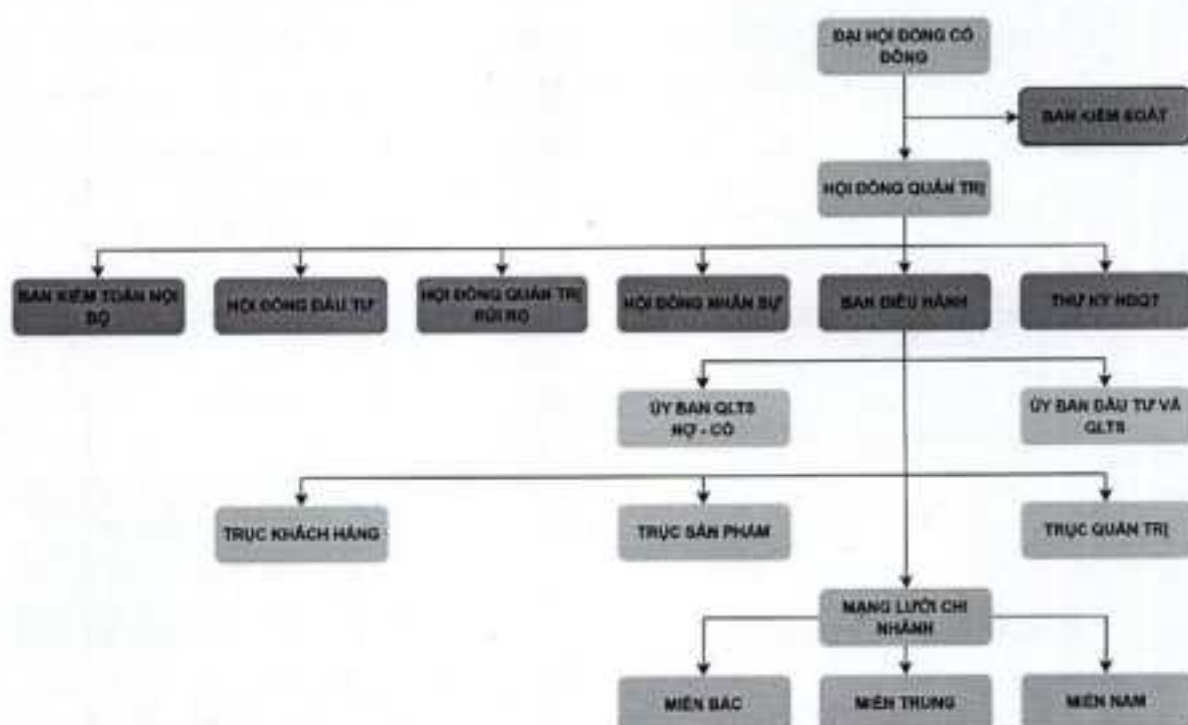 ĐẠI HỘI ĐỒNG CỔ
ĐÔNG
BAN KIỂM SOÁT
HỘI ĐỒNG QUẢN TRỊ
BAN KIỂM TOÁN NỘI
BỘ
HỘI ĐỒNG ĐẦU TƯ
HỘI ĐỒNG QUẢN TRỊ
RỦI RO
HỘI ĐỒNG NHÂN SỰ
BAN ĐIỀU HÀNH
THƯ KÝ HĐQT
ỦY BAN QLTS
NỢ - CÓ
ỦY BAN ĐẦU TƯ VÀ
QLTS
TRỤC KHÁCH HÀNG
TRỤC SẢN PHẨM
TRỤC QUẢN TRỊ
MẠNG LƯỚI CHI
NHÁNH
MIỀN BẮC
MIỀN TRUNG
MIỀN NAM